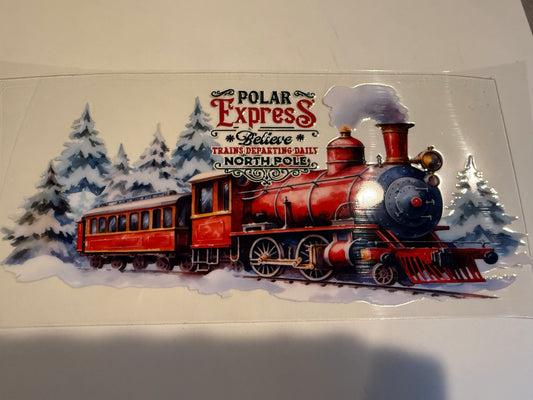 POLAR
Express
Believe
TRAINS DEPARTING DAILY
NORTH POLE